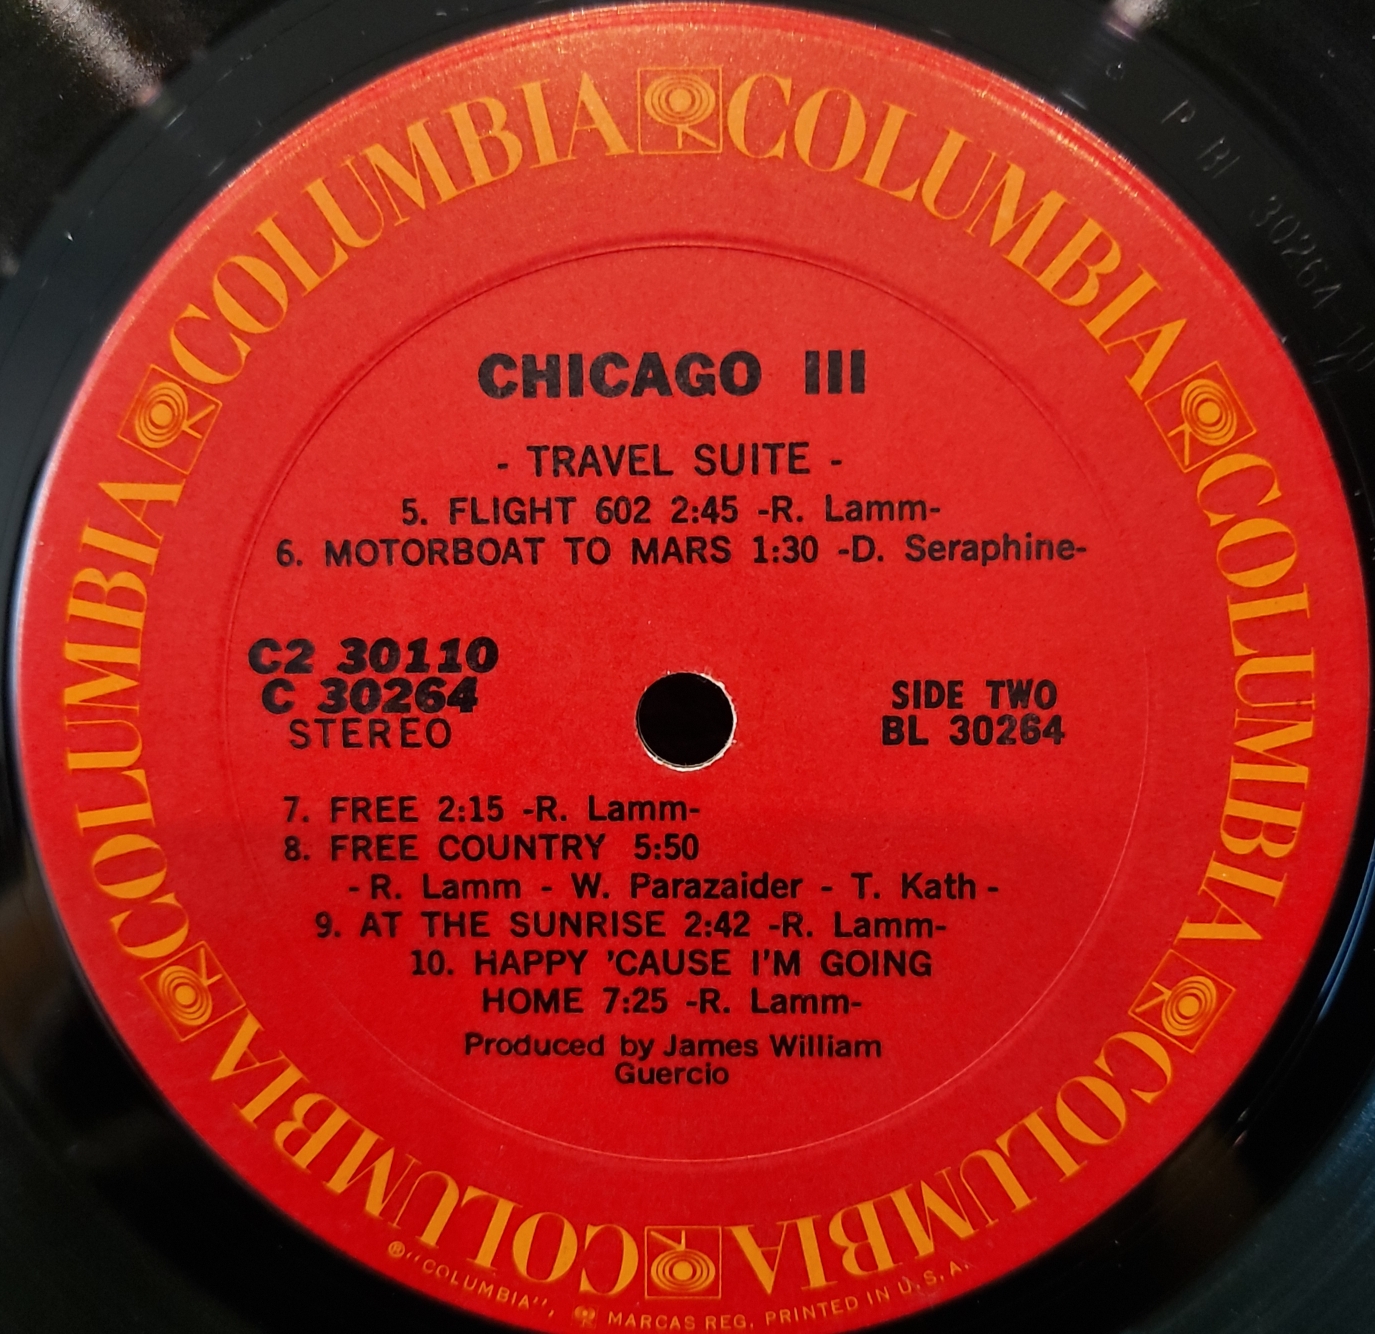 COLUMBIA COLUMBIA COLUMBIA COLUMBIA COLUMBIA COLUMBIA
CHICAGO III
- TRAVEL SUITE -
5. FLIGHT 602 2:45 -R. Lamm-
6. MOTORBOAT TO MARS 1:30 -D. Seraphine-
C2 30110
C 30264
STEREO
SIDE TWO
BL 30264
7. FREE 2:15 -R. Lamm-
8. FREE COUNTRY 5:50
- R. Lamm - W. Parazaider - T. Kath -
9. AT THE SUNRISE 2:42 -R. Lamm-
10. HAPPY 'CAUSE I'M GOING
HOME 7:25 -R. Lamm-
Produced by James William
Guercio
® "COLUMBIA", MARCAS REG. PRINTED IN U.S.A.
P BL 30264